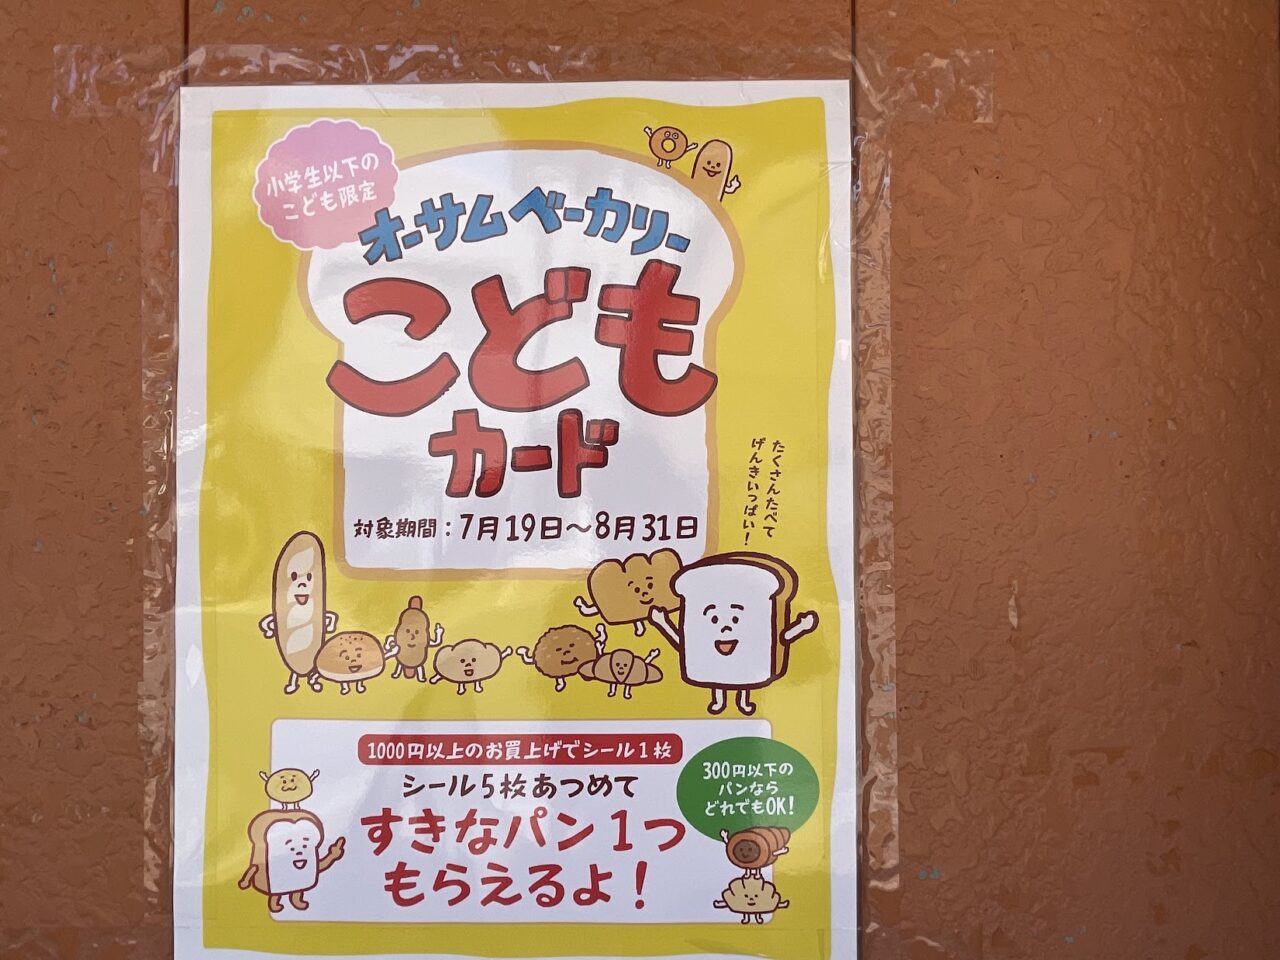 小学生以下の
こども限定
オーサムベーカリー
こども
カード
対象期間：7月19日～8月31日
たくさんたべて
げんきいっぱい！
1000円以上のお買上げでシール1枚
シール5枚あつめて
すきなパン1つ
もらえるよ！
300円以下の
パンなら
どれでもOK！